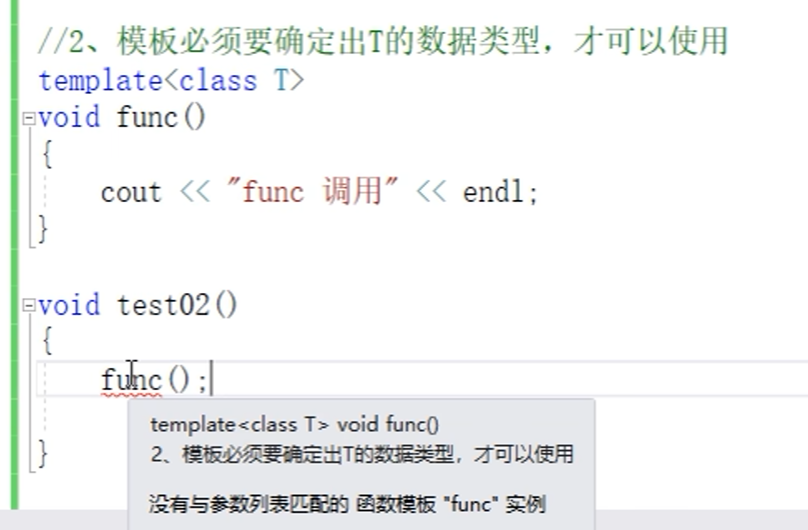 //2、模板必须要确定出T的数据类型，才可以使用
template<class T>
void func()
{
cout << "func 调用" << endl;
}
void test02()
{
func();
}
template<class T> void func()
2、模板必须要确定出T的数据类型，才可以使用
没有与参数列表匹配的 函数模板 "func" 实例